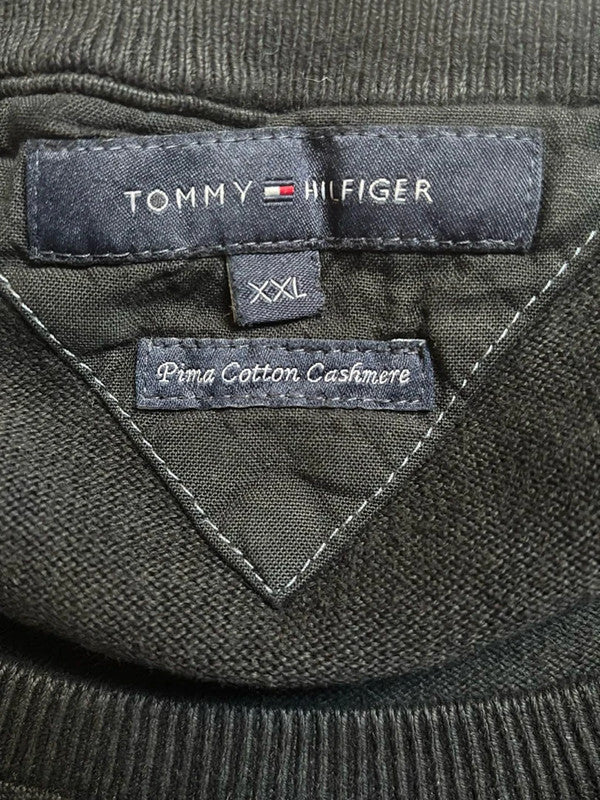 TOMMY HILFIGER
XXL
Pima Cotton Cashmere